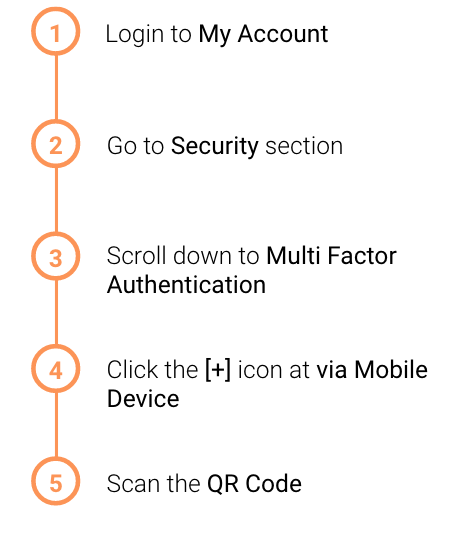 1 Login to My Account
2 Go to Security section
3 Scroll down to Multi Factor
Authentication
4 Click the [+] icon at via Mobile
Device
5 Scan the QR Code